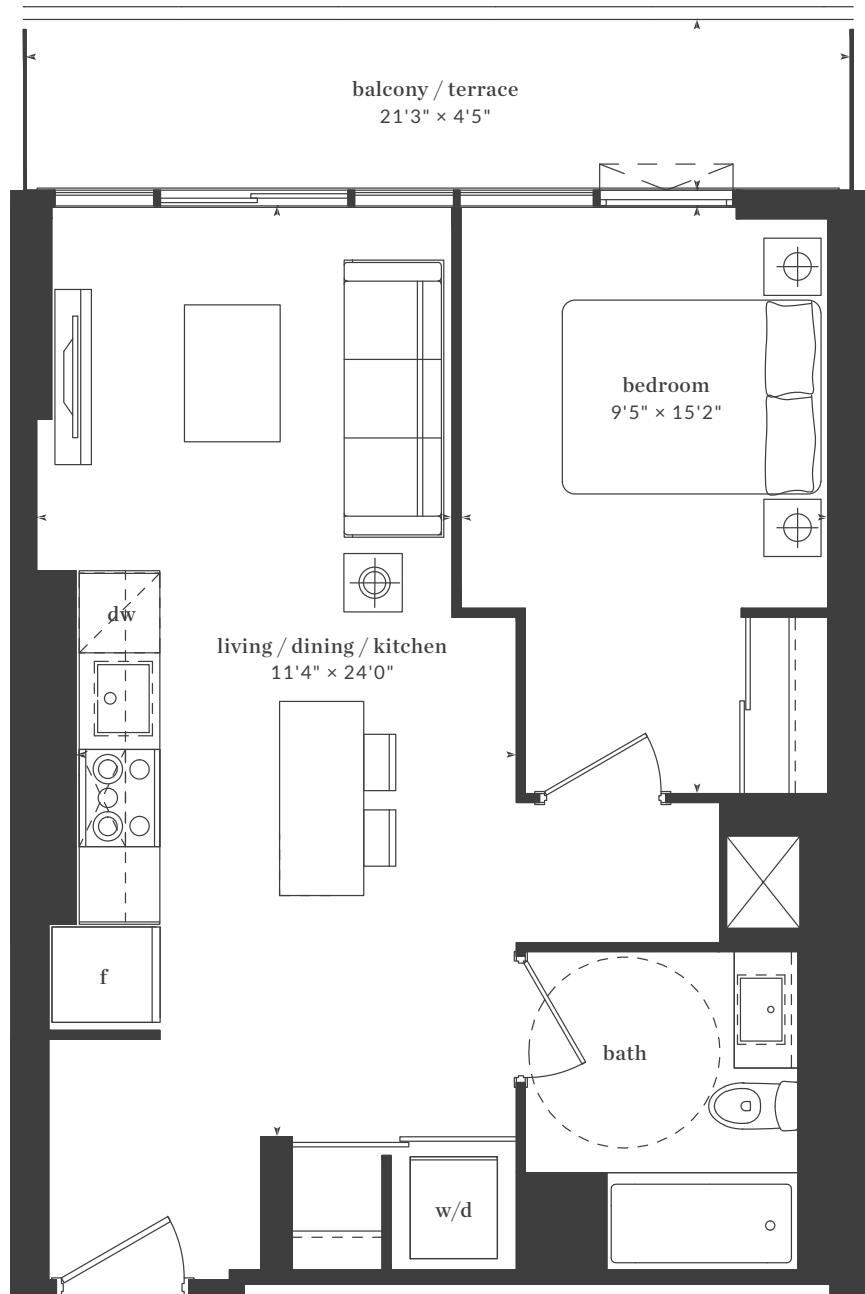 balcony / terrace
21'3" × 4'5"
bedroom
9'5" × 15'2"
dw
living / dining / kitchen
11'4" × 24'0"
f
bath
w/d